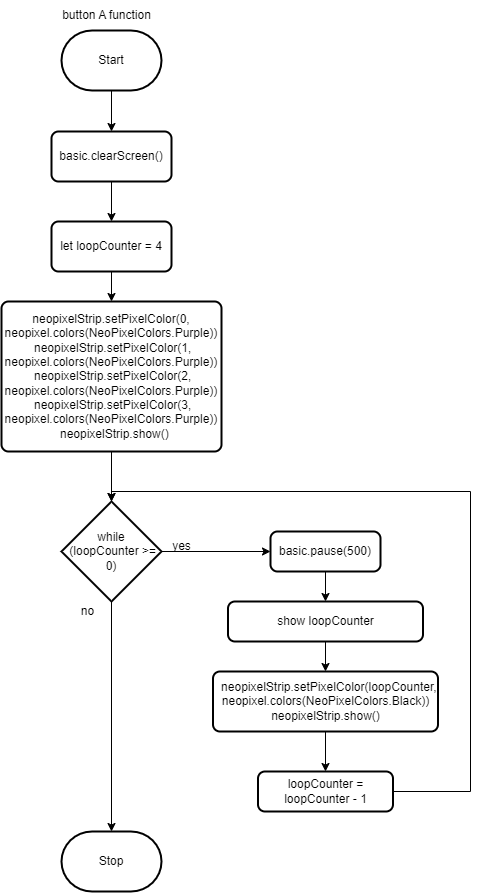 button A function
Start
basic.clearScreen()
let loopCounter = 4
neopixelStrip.setPixelColor(0,
neopixel.colors(NeoPixelColors.Purple))
neopixelStrip.setPixelColor(1,
neopixel.colors(NeoPixelColors.Purple))
neopixelStrip.setPixelColor(2,
neopixel.colors(NeoPixelColors.Purple))
neopixelStrip.setPixelColor(3,
neopixel.colors(NeoPixelColors.Purple))
neopixelStrip.show()
while
(loopCounter >=
0)
yes
basic.pause(500)
no
show loopCounter
neopixelStrip.setPixelColor(loopCounter,
neopixel.colors(NeoPixelColors.Black))
neopixelStrip.show()
loopCounter =
loopCounter - 1
Stop